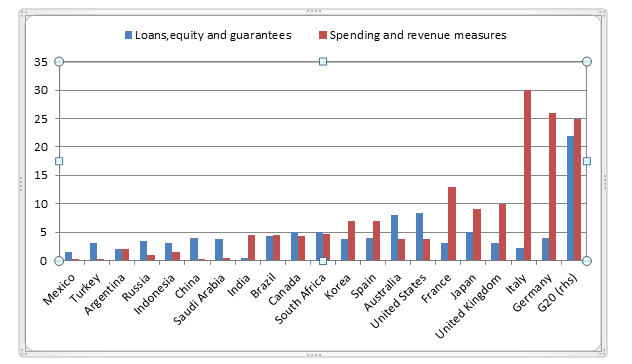 Loans,equity and guarantees
Spending and revenue measures
35
30
25
20
15
10
5
0
Mexico
Turkey
Argentina
Russia
Indonesia
China
Saudi Arabia
India
Brazil
Canada
South Africa
Korea
Spain
Australia
United States
France
Japan
United Kingdom
Italy
Germany
G20 (rhs)